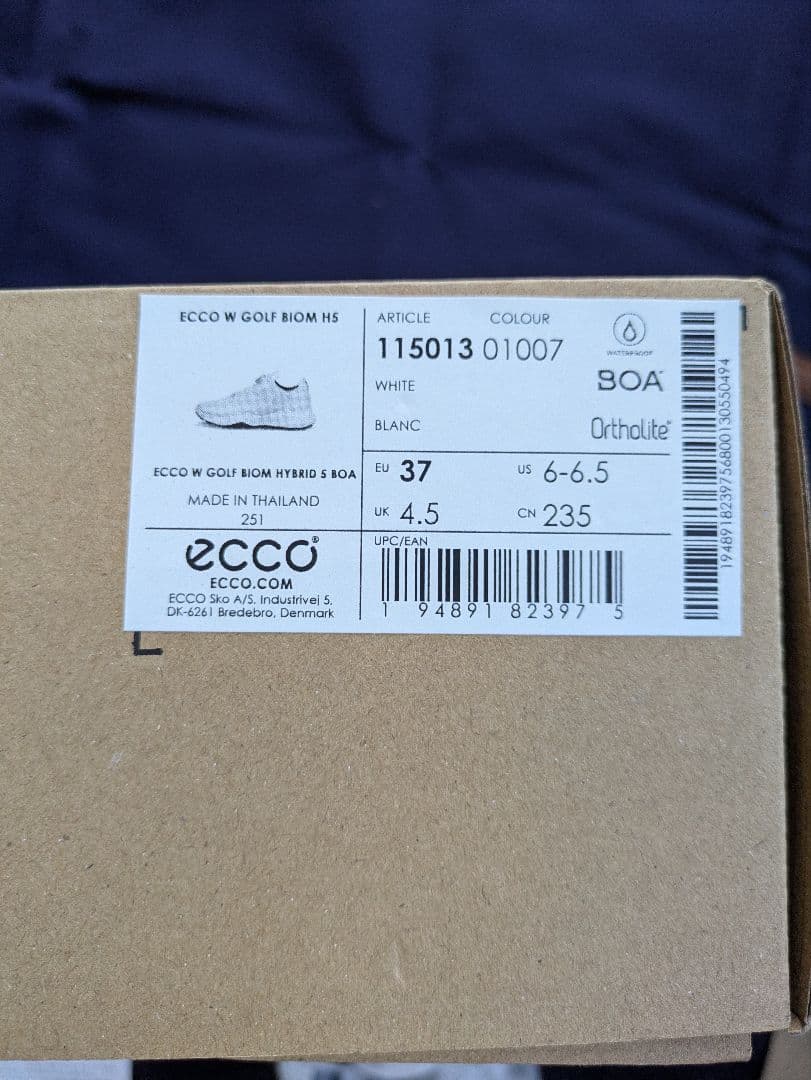 ECCO W GOLF BIOM H5
ECCO W GOLF BIOM HYBRID 5 BOA
MADE IN THAILAND
251
ecco®
ECCO.COM
ECCO Sko A/S, Industrivej 5,
DK-6261 Bredebro, Denmark
ARTICLE COLOUR
115013 01007
WHITE
BLANC
WATERPROOF
BOA
Ortholite
EU 37 US 6-6.5
UK 4.5 CN 235
UPC/EAN
1 94891 82397 5
1948918239756800130550494